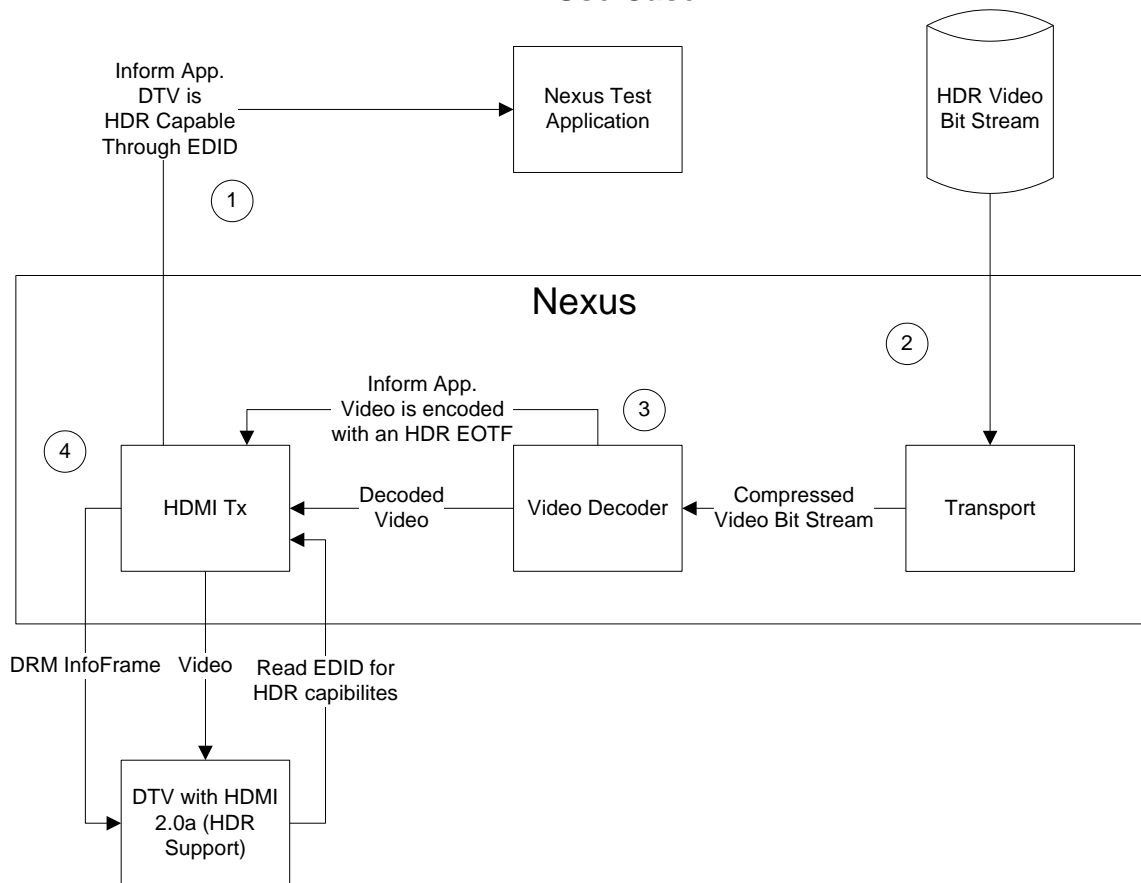 Inform App.
DTV is
HDR Capable
Through EDID
Nexus Test
Application
HDR Video
Bit Stream
1
Nexus
2
Inform App.
Video is encoded
with an HDR EOTF
3
4
HDMI Tx
Decoded
Video
Video Decoder
Compressed
Video Bit Stream
Transport
DRM InfoFrame
Video
Read EDID for
HDR capibilites
DTV with HDMI
2.0a (HDR
Support)